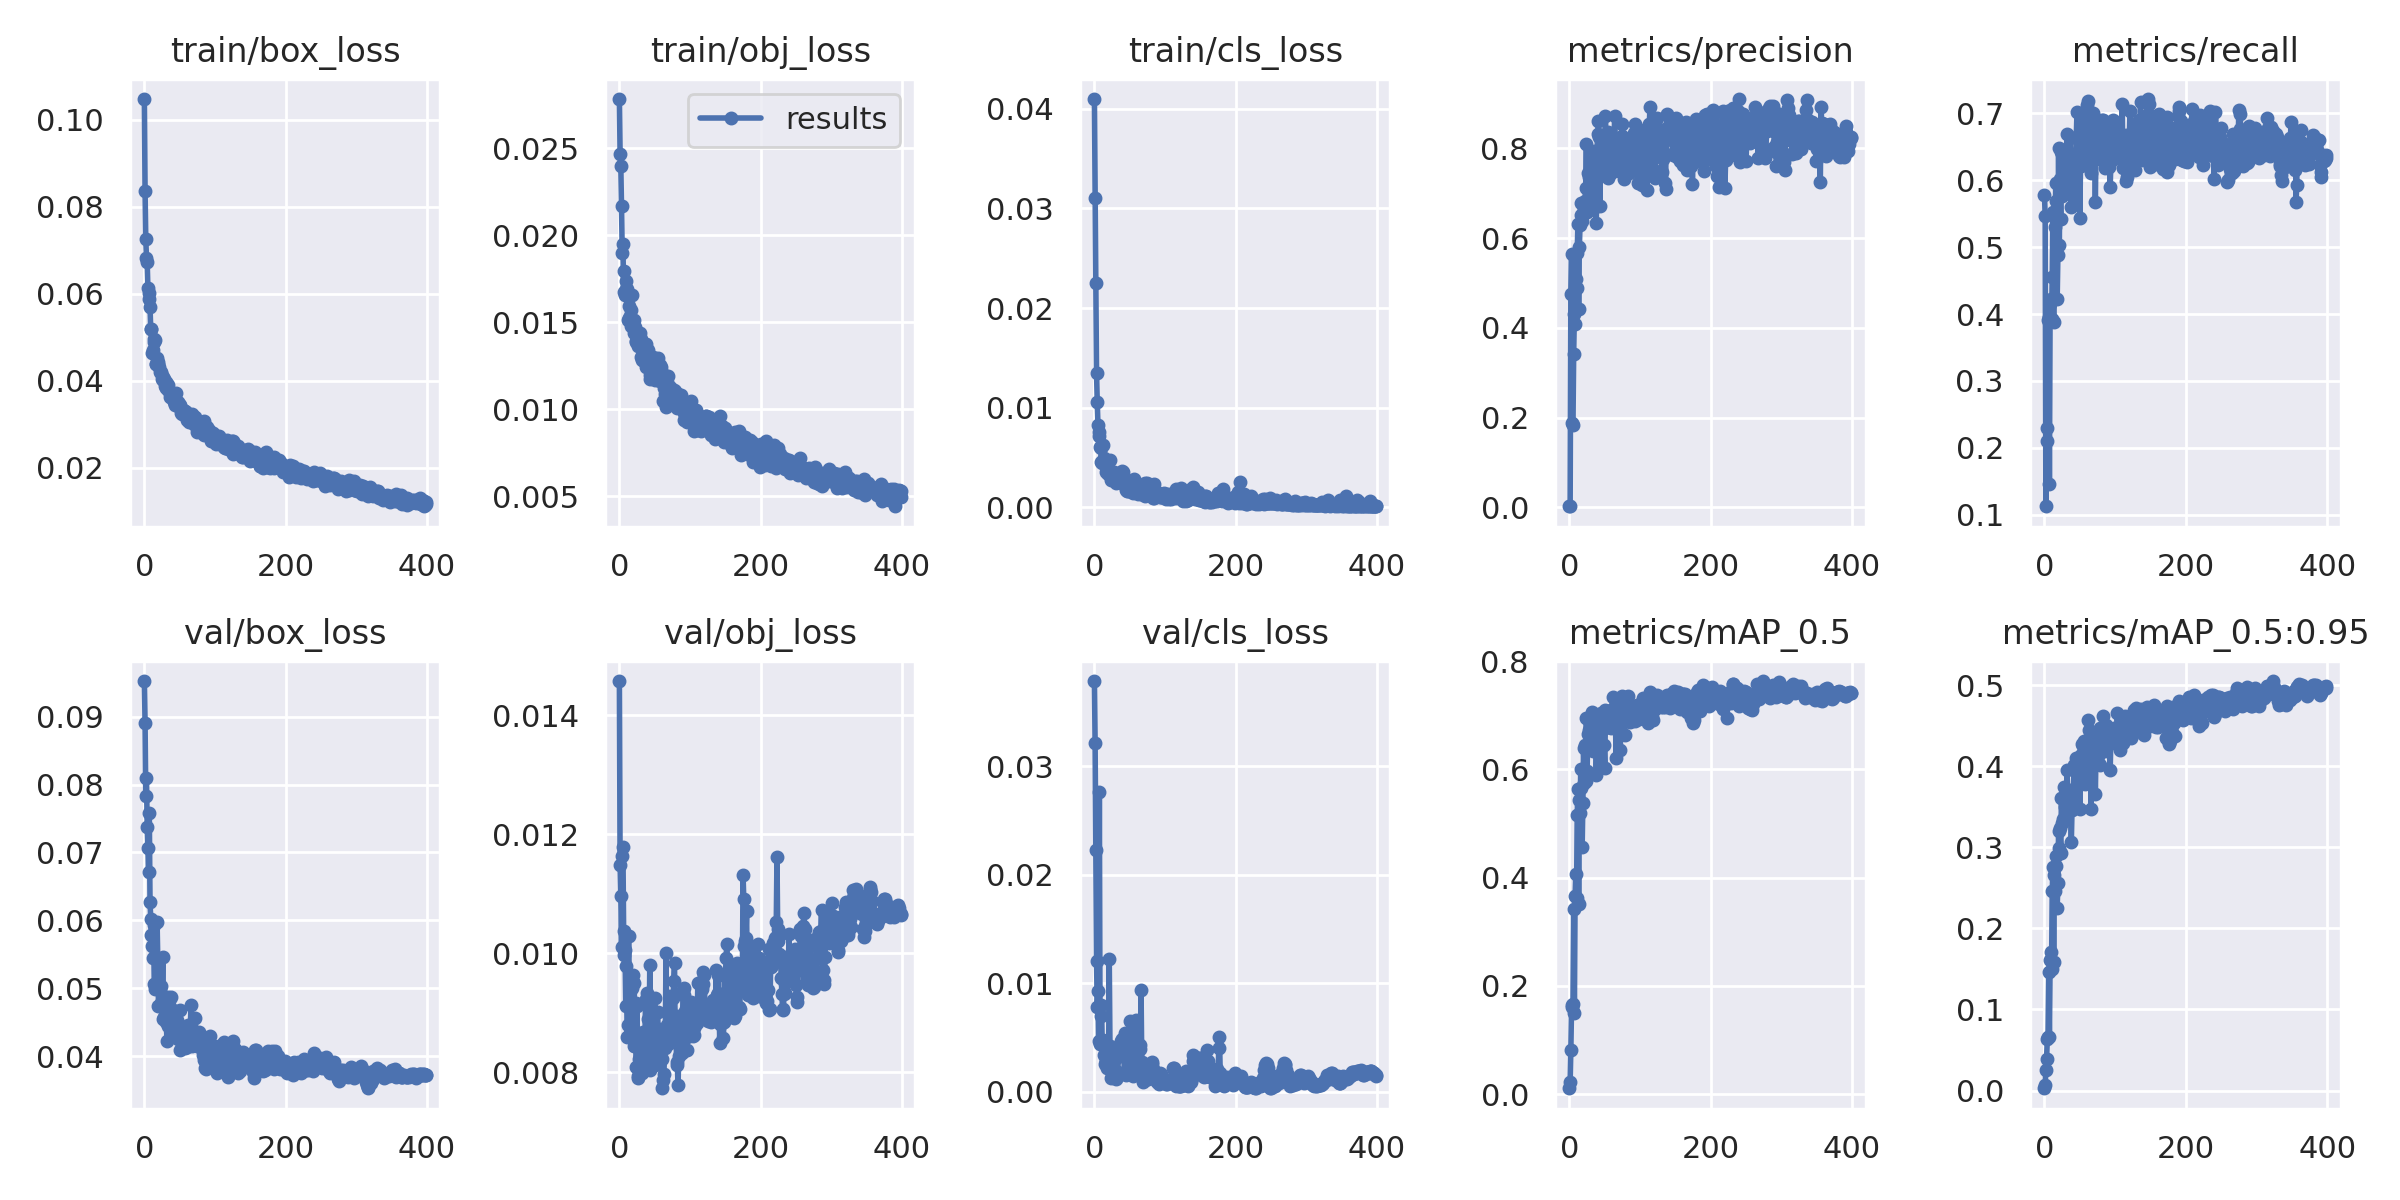 train/box_loss
0.10
0.08
0.06
0.04
0.02
0 200 400
train/obj_loss
results
0.025
0.020
0.015
0.010
0.005
0 200 400
train/cls_loss
0.04
0.03
0.02
0.01
0.00
0 200 400
metrics/precision
0.8
0.6
0.4
0.2
0.0
0 200 400
metrics/recall
0.7
0.6
0.5
0.4
0.3
0.2
0.1
0 200 400
val/box_loss
0.09
0.08
0.07
0.06
0.05
0.04
0 200 400
val/obj_loss
0.014
0.012
0.010
0.008
0 200 400
val/cls_loss
0.03
0.02
0.01
0.00
0 200 400
metrics/mAP_0.5
0.8
0.6
0.4
0.2
0.0
0 200 400
metrics/mAP_0.5:0.95
0.5
0.4
0.3
0.2
0.1
0.0
0 200 400